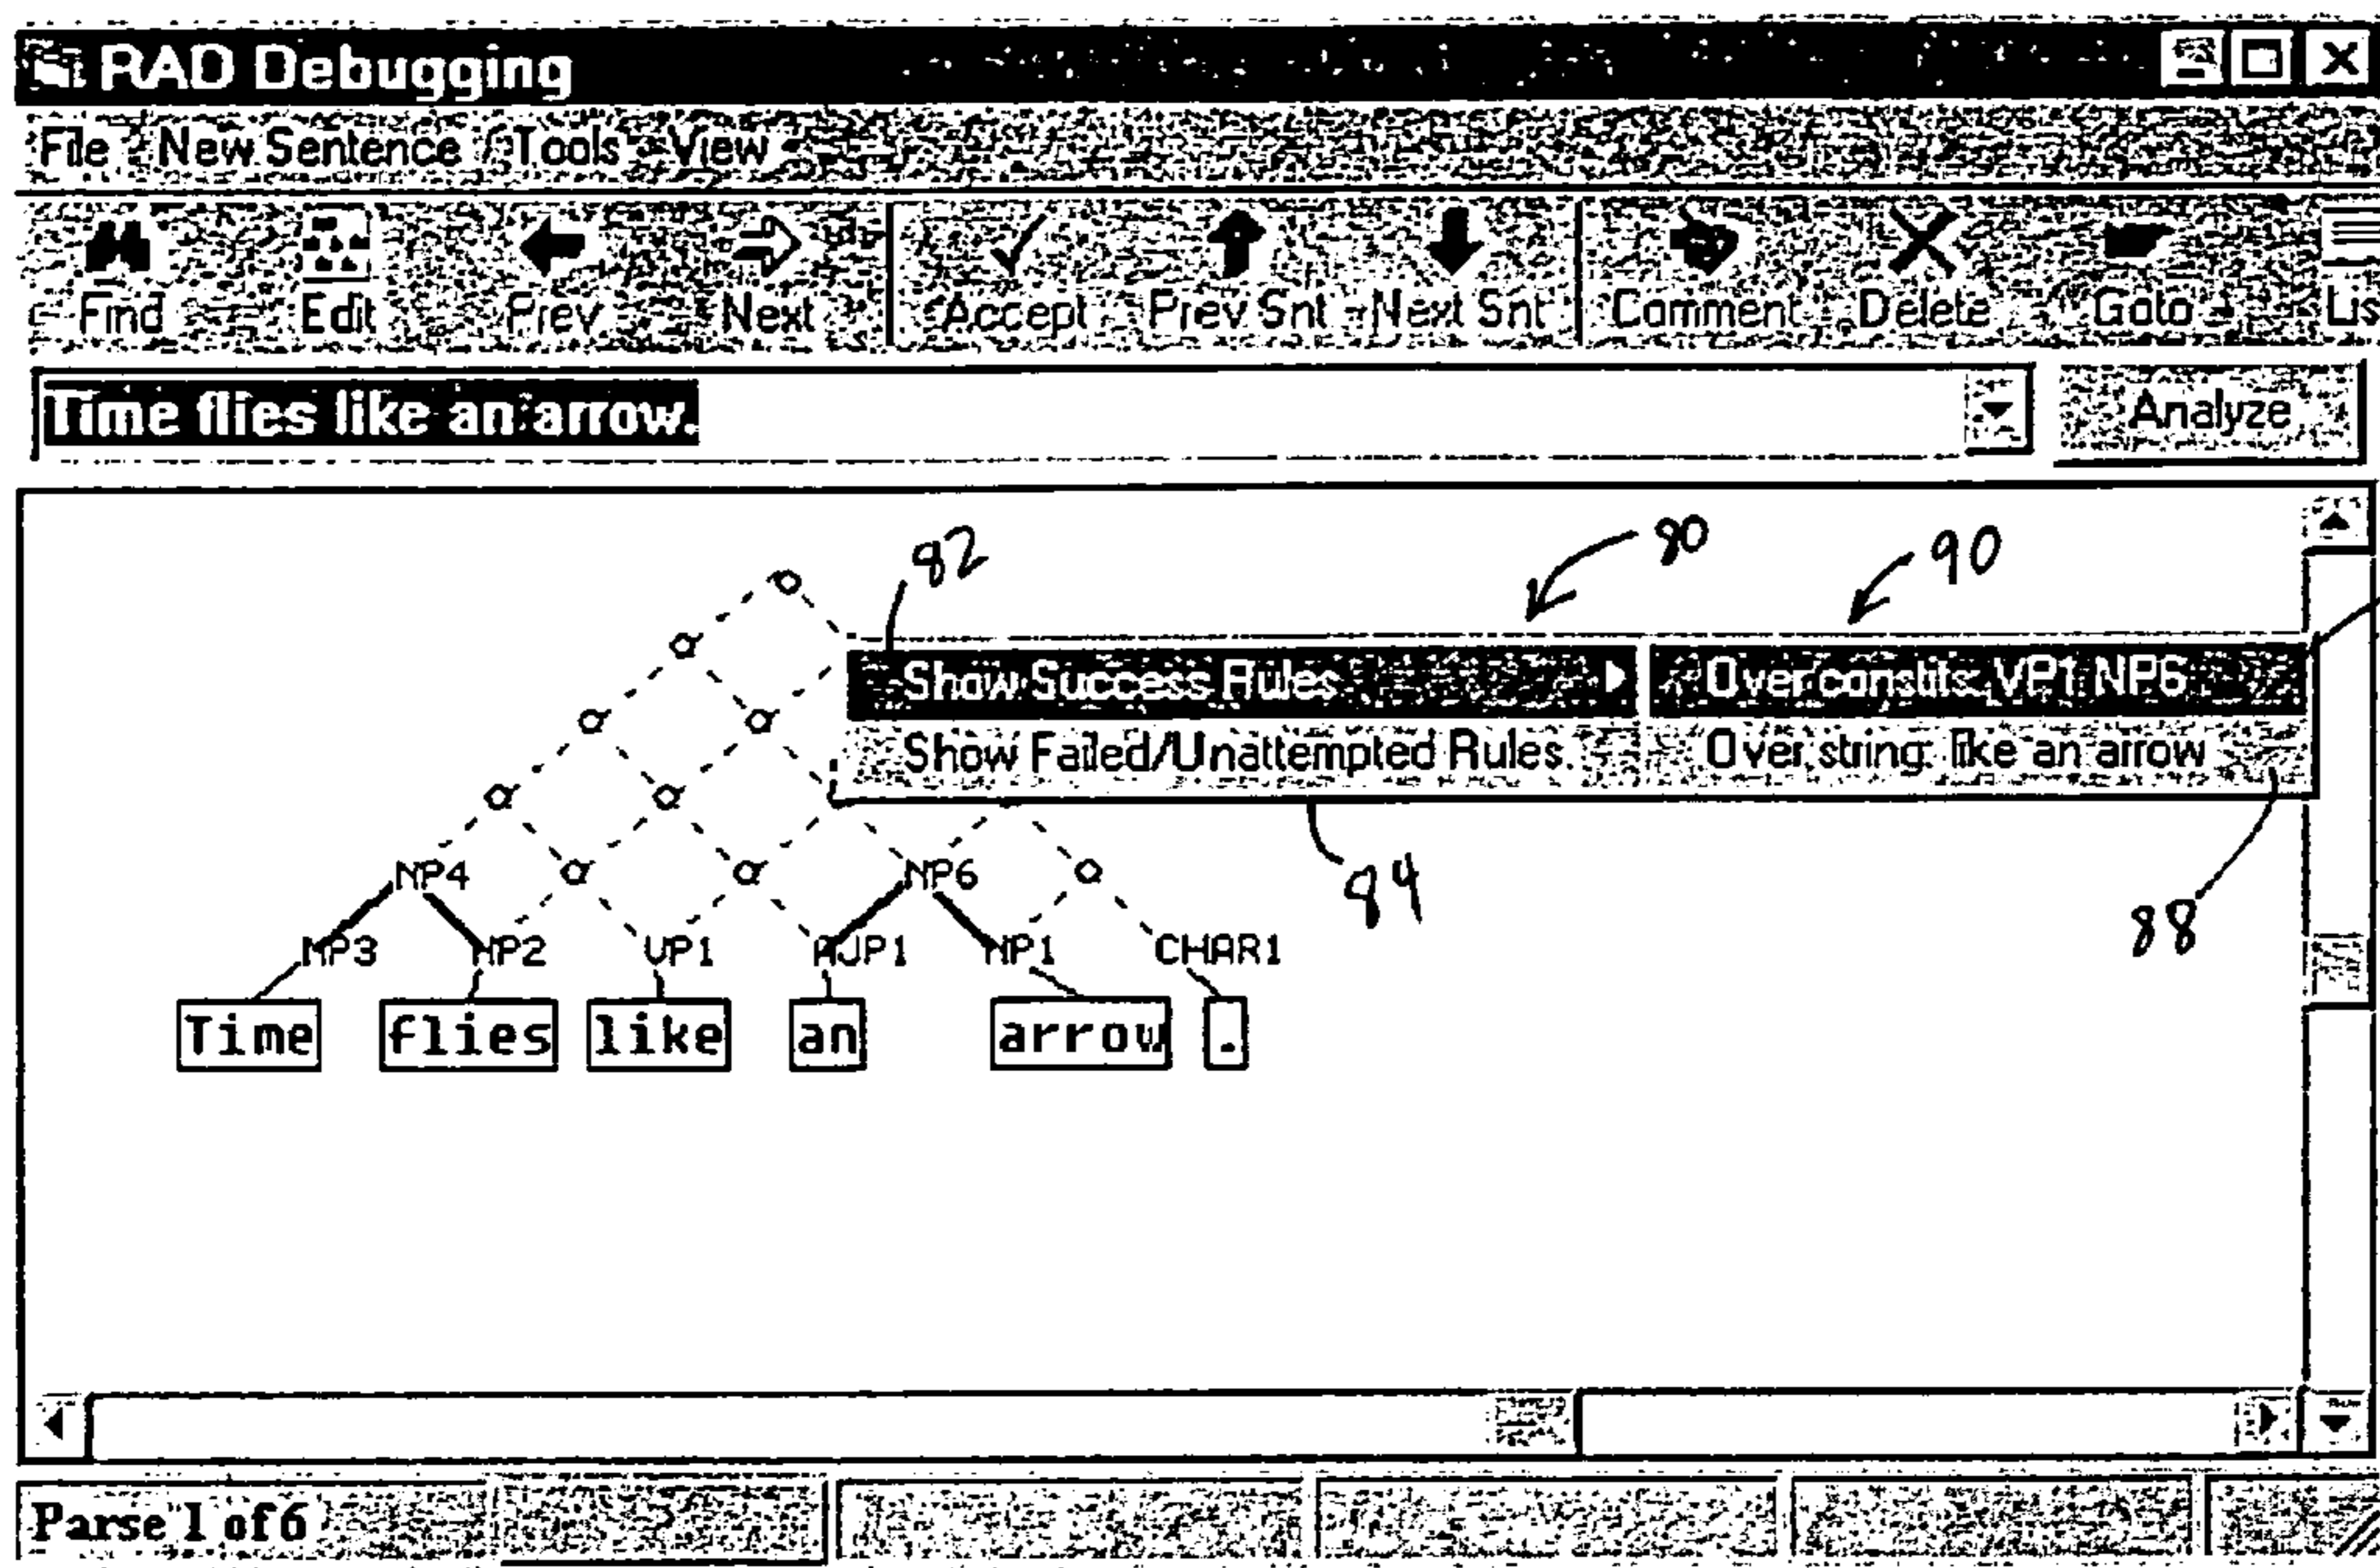 RAD Debugging
File New Sentence Tools View
Find Edit Prev Next Accept Prev Snt Next Snt Comment Delete Goto Lis
Time flies like an arrow. Analyze
82 80 90
Show Success Rules Over constits: VP1 NP6
Show Failed/Unattempted Rules. Over string: like an arrow
NP4 NP6 84 88
NP3 NP2 VP1 AJP1 NP1 CHAR1
Time flies like an arrow .
Parse 1 of 6